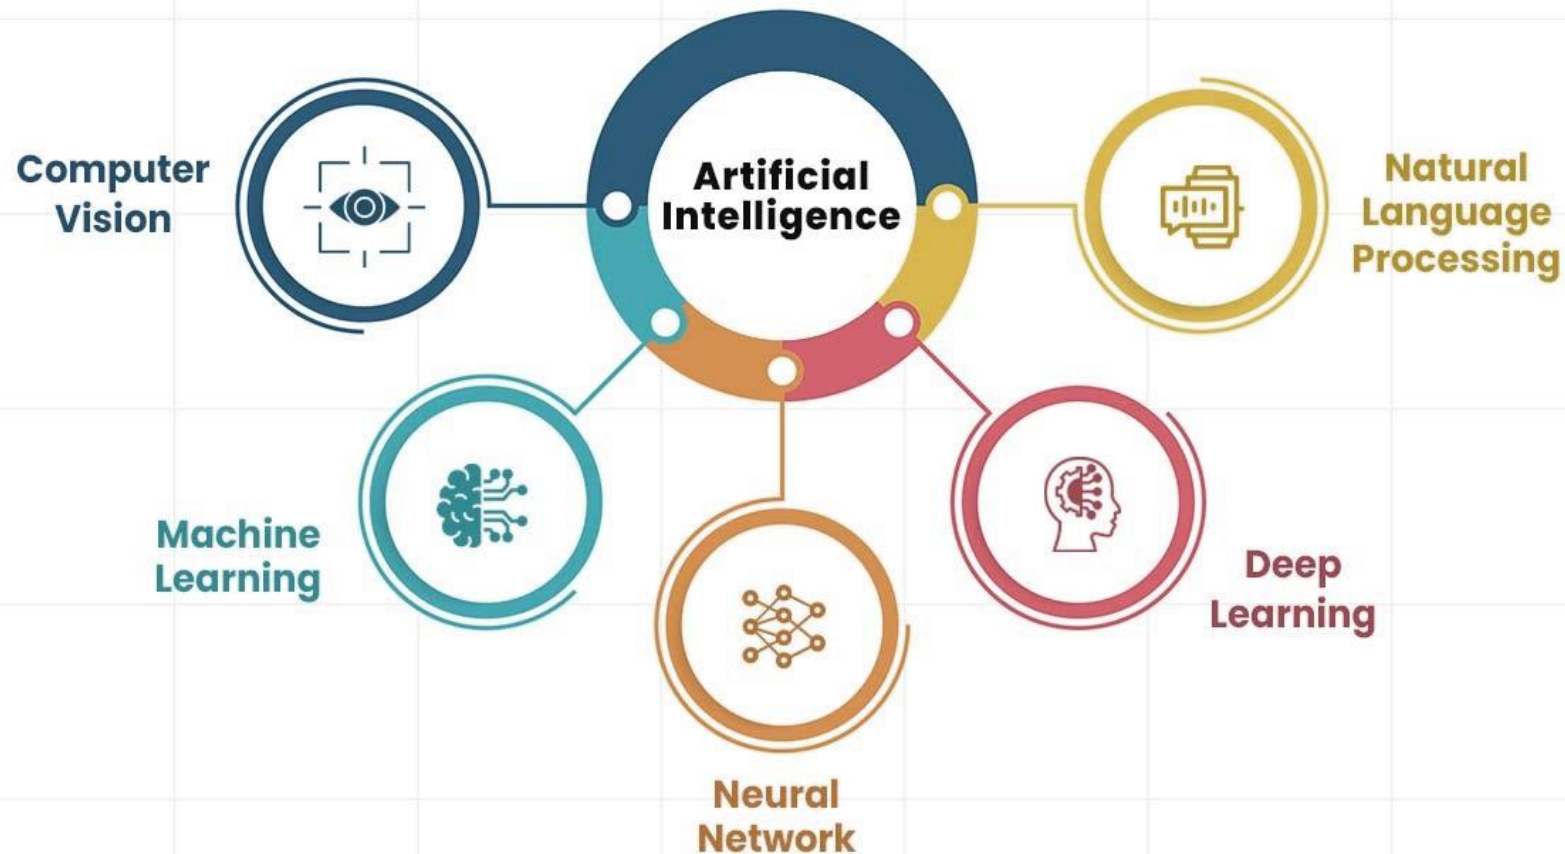 Artificial
Intelligence
Computer
Vision
Natural
Language
Processing
Machine
Learning
Deep
Learning
Neural
Network